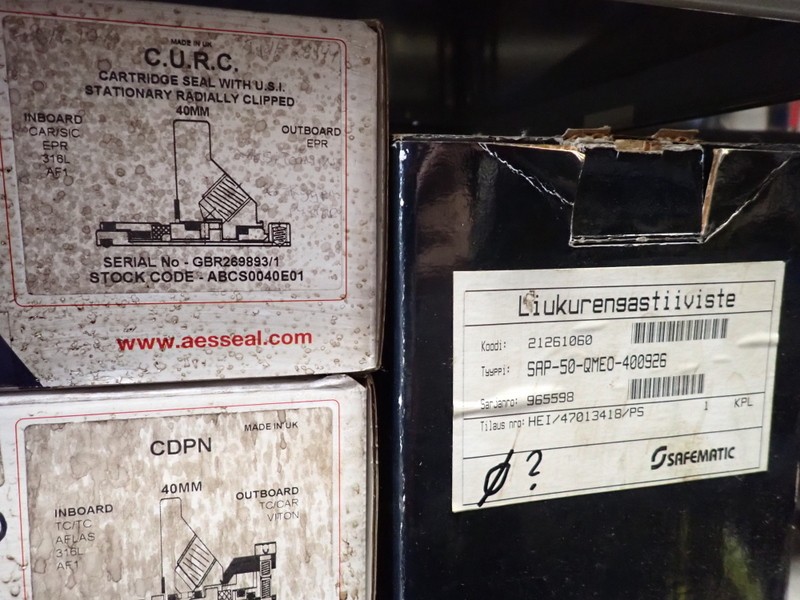 MADE IN UK
C.U.R.C.
CARTRIDGE SEAL WITH U.S.I.
STATIONARY RADIALLY CLIPPED
40MM
INBOARD
CAR/SIC
EPR
316L
AF1
OUTBOARD
EPR
SERIAL No - GBR269893/1
STOCK CODE - ABCS0040E01
www.aesseal.com
MADE IN UK
CDPN
40MM
INBOARD
TC/TC
AFLAS
316L
AF1
OUTBOARD
TC/CAR
VITON
Liukurengastiiviste
Koodi: 21261060
Tyyppi: SAP-50-QMEO-400926
Sarjanro: 965598
Tilaus nro: HEI/47013418/PS 1 KPL
SAFEMATIC
Ø ?